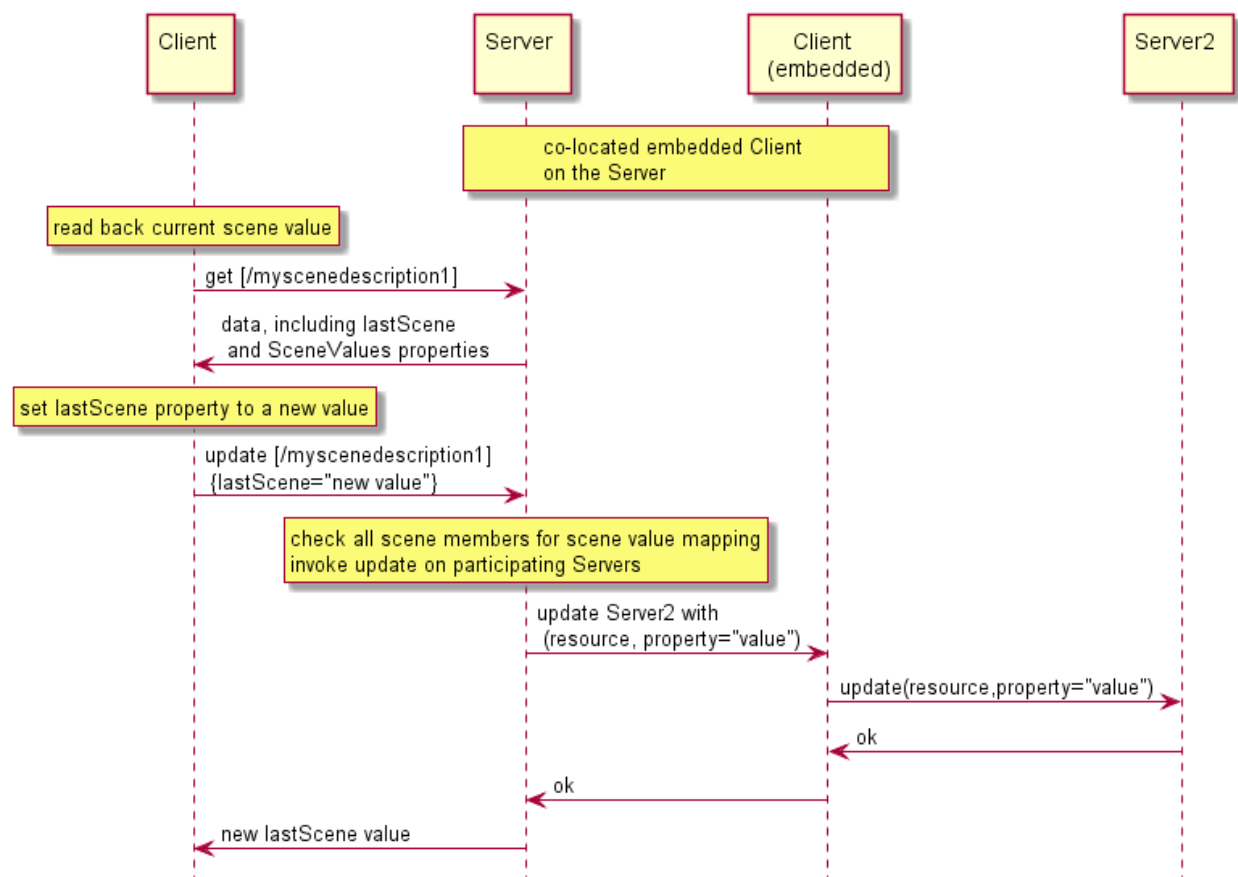 Client
Server
Client
(embedded)
Server2
co-located embedded Client
on the Server
read back current scene value
get [/myscenedescription1]
data, including lastScene
and SceneValues properties
set lastScene property to a new value
update [/myscenedescription1]
{lastScene="new value"}
check all scene members for scene value mapping
invoke update on participating Servers
update Server2 with
(resource, property="value")
update(resource,property="value")
ok
ok
new lastScene value